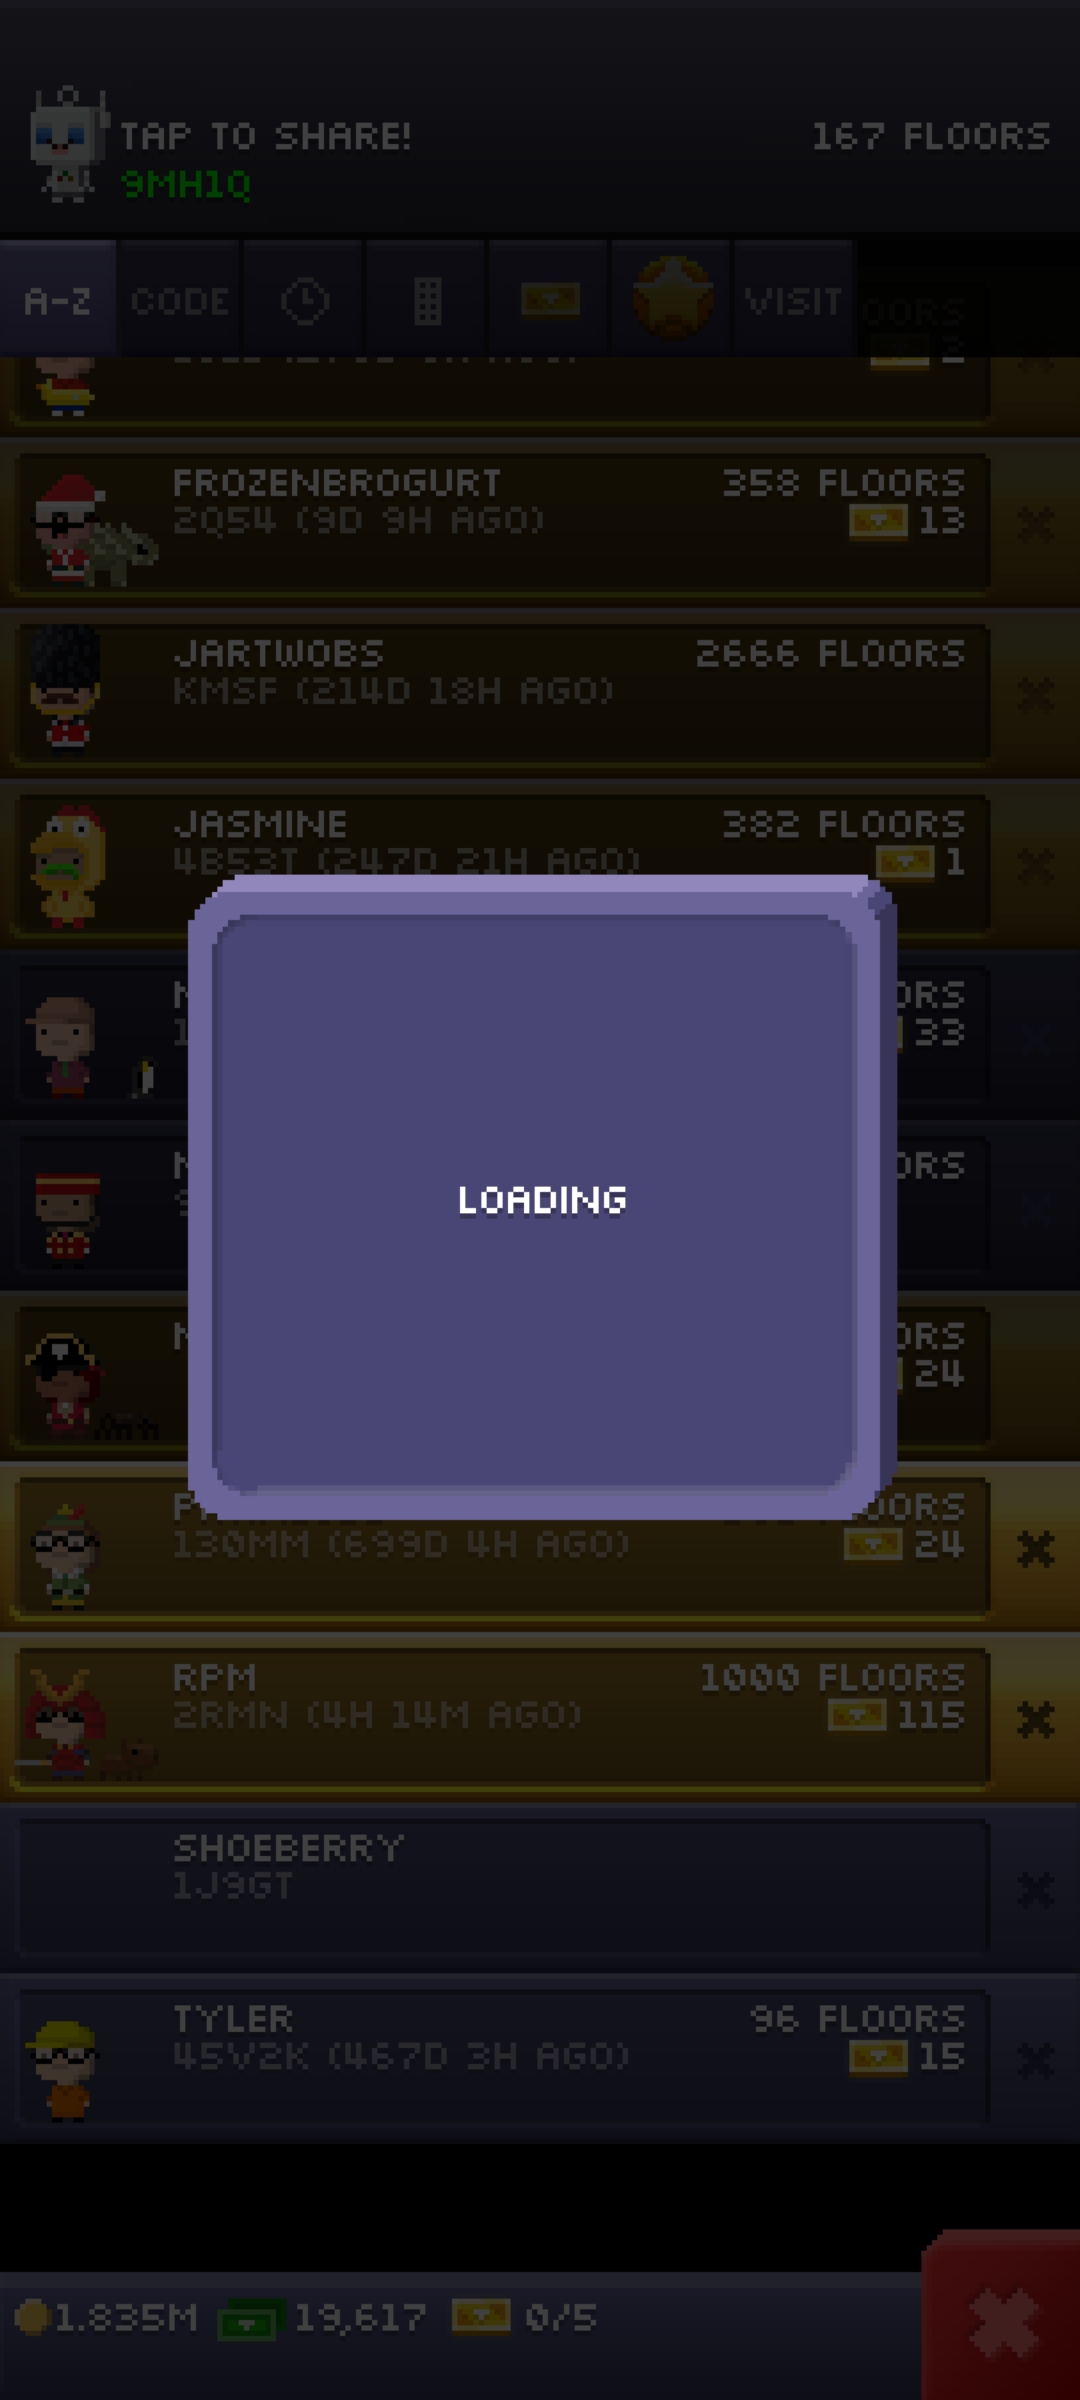 TAP TO SHARE!
167 FLOORS
9MH1Q
A-Z
CODE
VISIT
2
FROZENBROGURT
358 FLOORS
2Q54 (9D 9H AGO)
13
JARTWOBS
2666 FLOORS
KMSF (214D 18H AGO)
JASMINE
382 FLOORS
4B53T (247D 21H AGO)
1
33
24
LOADING
130MM (699D 4H AGO)
24
RPM
1000 FLOORS
2RMN (4H 14M AGO)
115
SHOEBERRY
1J9GT
TYLER
96 FLOORS
45V2K (467D 3H AGO)
15
1.835M
19,617
0/5